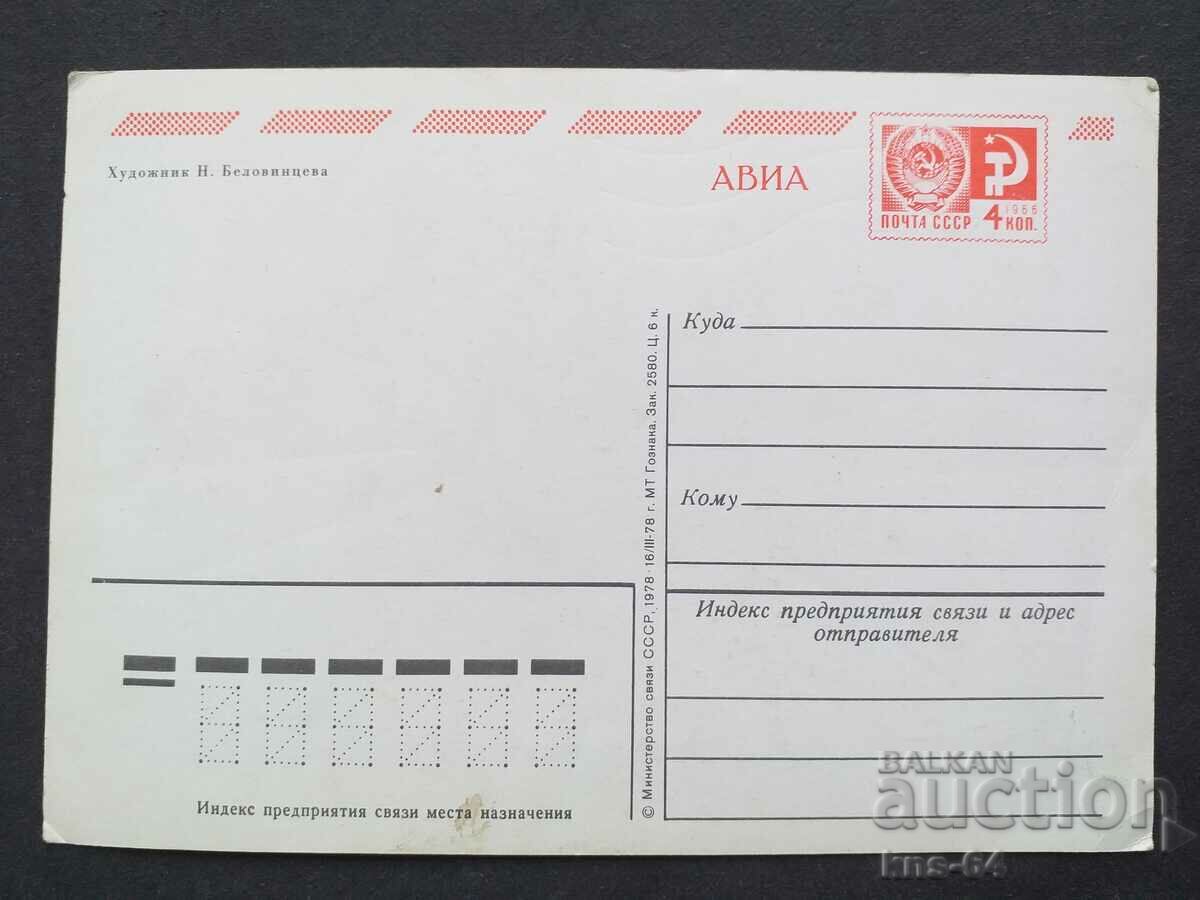 Художник Н. Беловинцева
АВИА
ПОЧТА СССР 4 КОП.
1966
Куда
Кому
Индекс предприятия связи и адрес
отправителя
© Министерство связи СССР, 1978 · 16/III-78 г. МТ Гознака. Зак. 2580. Ц. 6 к.
Индекс предприятия связи места назначения
BALKAN
auction
kns-64